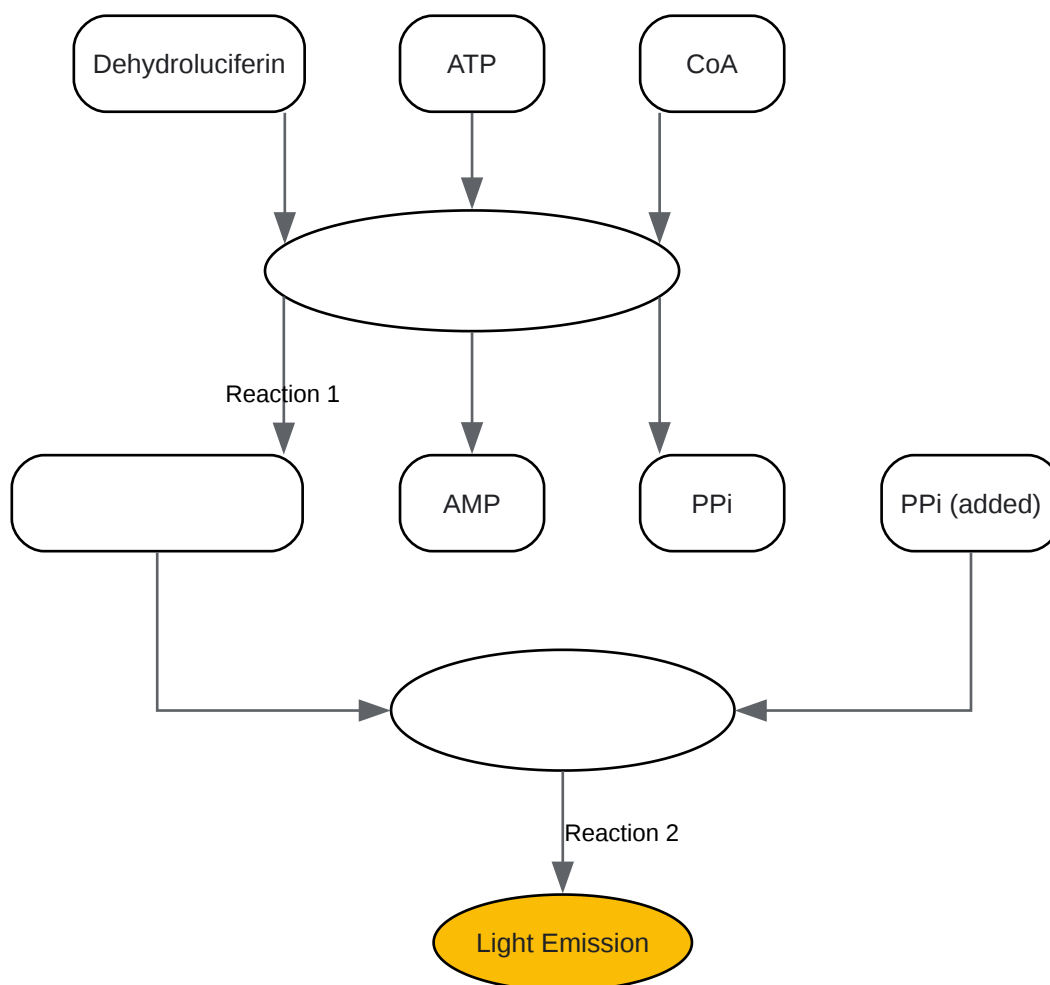 Dehydroluciferin
ATP
CoA
Reaction 1
AMP
PPi
PPi (added)
Reaction 2
Light Emission